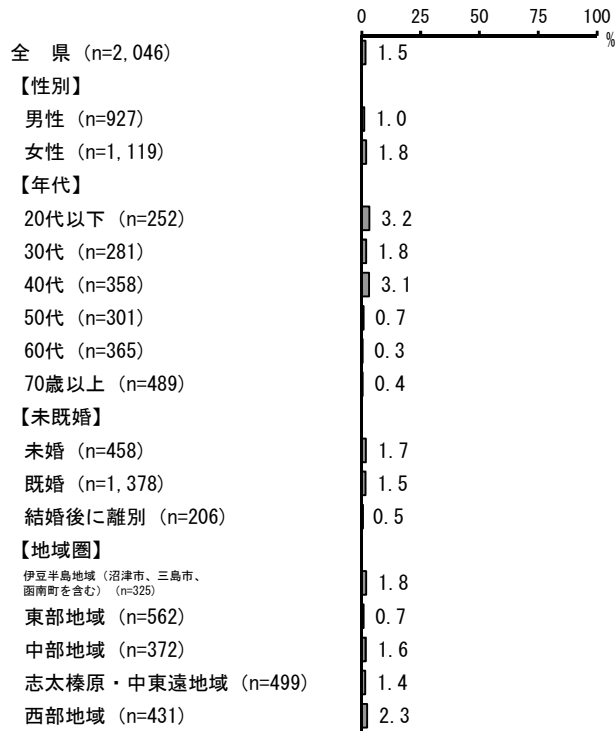 0 25 50 75 100
%
全　県（n=2,046） 1.5
【性別】
男性（n=927） 1.0
女性（n=1,119） 1.8
【年代】
20代以下（n=252） 3.2
30代（n=281） 1.8
40代（n=358） 3.1
50代（n=301） 0.7
60代（n=365） 0.3
70歳以上（n=489） 0.4
【未既婚】
未婚（n=458） 1.7
既婚（n=1,378） 1.5
結婚後に離別（n=206） 0.5
【地域圏】
伊豆半島地域（沼津市、三島市、
函南町を含む）（n=325） 1.8
東部地域（n=562） 0.7
中部地域（n=372） 1.6
志太榛原・中東遠地域（n=499） 1.4
西部地域（n=431） 2.3